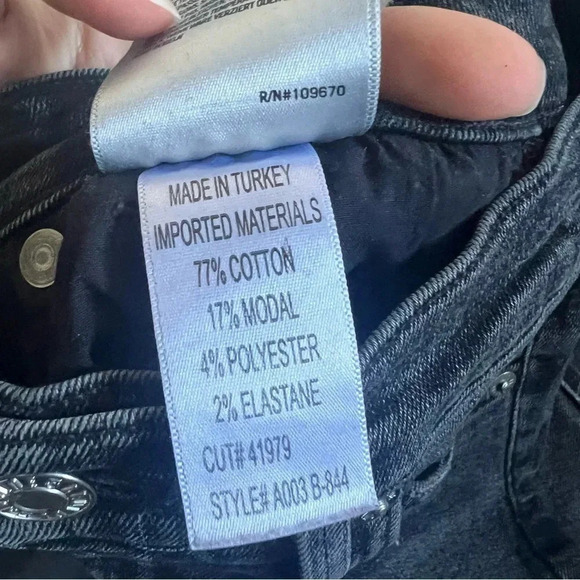 VERZIERT
R/N#109670
MADE IN TURKEY
IMPORTED MATERIALS
77% COTTON
17% MODAL
4% POLYESTER
2% ELASTANE
CUT# 41979
STYLE# A003 B-844